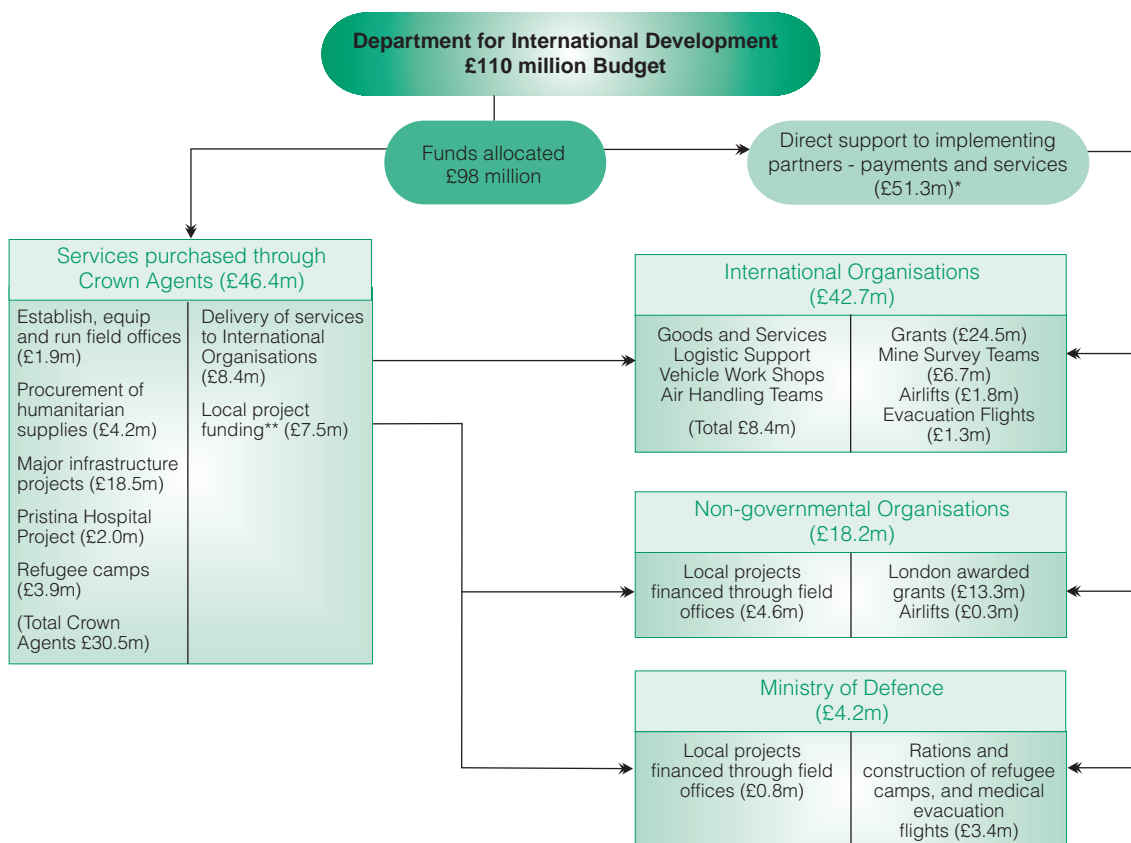 Department for International Development
£110 million Budget
Funds allocated
£98 million
Direct support to implementing
partners - payments and services
(£51.3m)*
Services purchased through
Crown Agents (£46.4m)
Establish, equip
and run field offices
(£1.9m)
Procurement of
humanitarian
supplies (£4.2m)
Major infrastructure
projects (£18.5m)
Pristina Hospital
Project (£2.0m)
Refugee camps
(£3.9m)
(Total Crown
Agents £30.5m)
Delivery of services
to International
Organisations
(£8.4m)
Local project
funding** (£7.5m)
International Organisations
(£42.7m)
Goods and Services
Logistic Support
Vehicle Work Shops
Air Handling Teams
(Total £8.4m)
Grants (£24.5m)
Mine Survey Teams
(£6.7m)
Airlifts (£1.8m)
Evacuation Flights
(£1.3m)
Non-governmental Organisations
(£18.2m)
Local projects
financed through field
offices (£4.6m)
London awarded
grants (£13.3m)
Airlifts (£0.3m)
Ministry of Defence
(£4.2m)
Local projects
financed through field
offices (£0.8m)
Rations and
construction of refugee
camps, and medical
evacuation
flights (£3.4m)